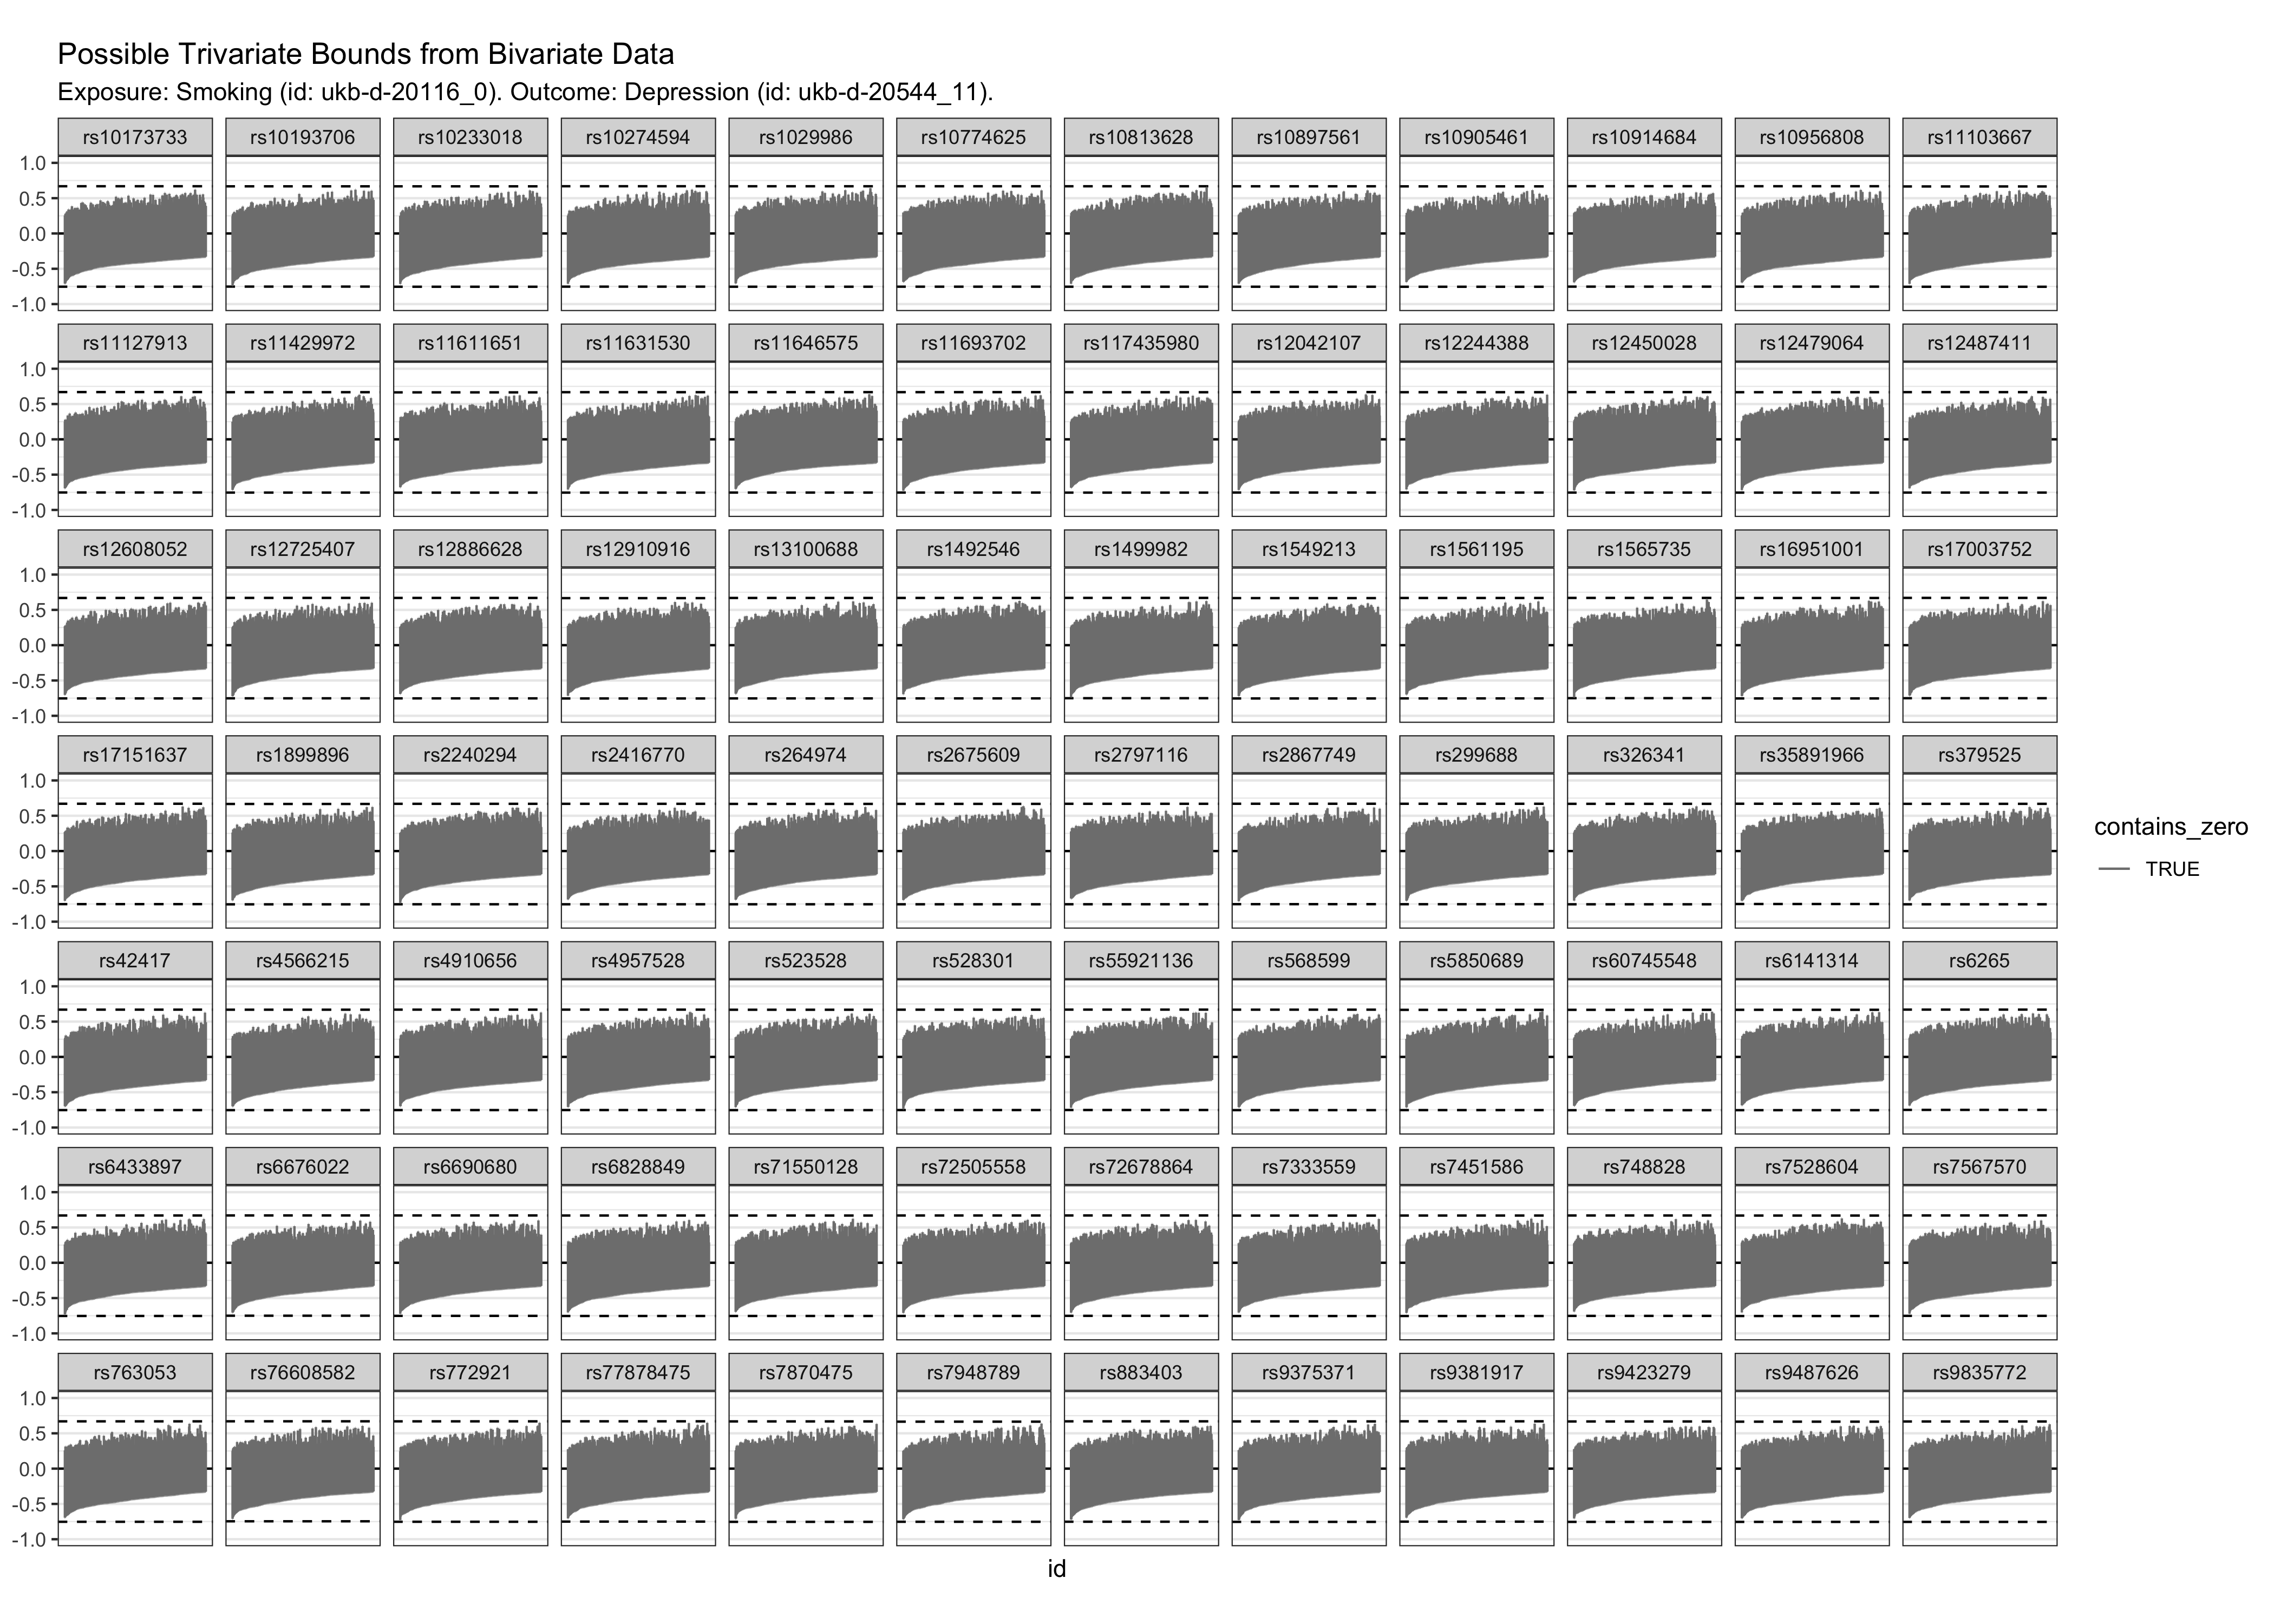 Possible Trivariate Bounds from Bivariate Data
Exposure: Smoking (id: ukb-d-20116_0). Outcome: Depression (id: ukb-d-20544_11).
rs10173733 rs10193706 rs10233018 rs10274594 rs1029986 rs10774625 rs10813628 rs10897561 rs10905461 rs10914684 rs10956808 rs11103667
1.0
0.5
0.0
-0.5
-1.0
rs11127913 rs11429972 rs11611651 rs11631530 rs11646575 rs11693702 rs117435980 rs12042107 rs12244388 rs12450028 rs12479064 rs12487411
1.0
0.5
0.0
-0.5
-1.0
rs12608052 rs12725407 rs12886628 rs12910916 rs13100688 rs1492546 rs1499982 rs1549213 rs1561195 rs1565735 rs16951001 rs17003752
1.0
0.5
0.0
-0.5
-1.0
rs17151637 rs1899896 rs2240294 rs2416770 rs264974 rs2675609 rs2797116 rs2867749 rs299688 rs326341 rs35891966 rs379525
1.0
0.5
0.0
-0.5
-1.0
contains_zero
TRUE
rs42417 rs4566215 rs4910656 rs4957528 rs523528 rs528301 rs55921136 rs568599 rs5850689 rs60745548 rs6141314 rs6265
1.0
0.5
0.0
-0.5
-1.0
rs6433897 rs6676022 rs6690680 rs6828849 rs71550128 rs72505558 rs72678864 rs7333559 rs7451586 rs748828 rs7528604 rs7567570
1.0
0.5
0.0
-0.5
-1.0
rs763053 rs76608582 rs772921 rs77878475 rs7870475 rs7948789 rs883403 rs9375371 rs9381917 rs9423279 rs9487626 rs9835772
1.0
0.5
0.0
-0.5
-1.0
id